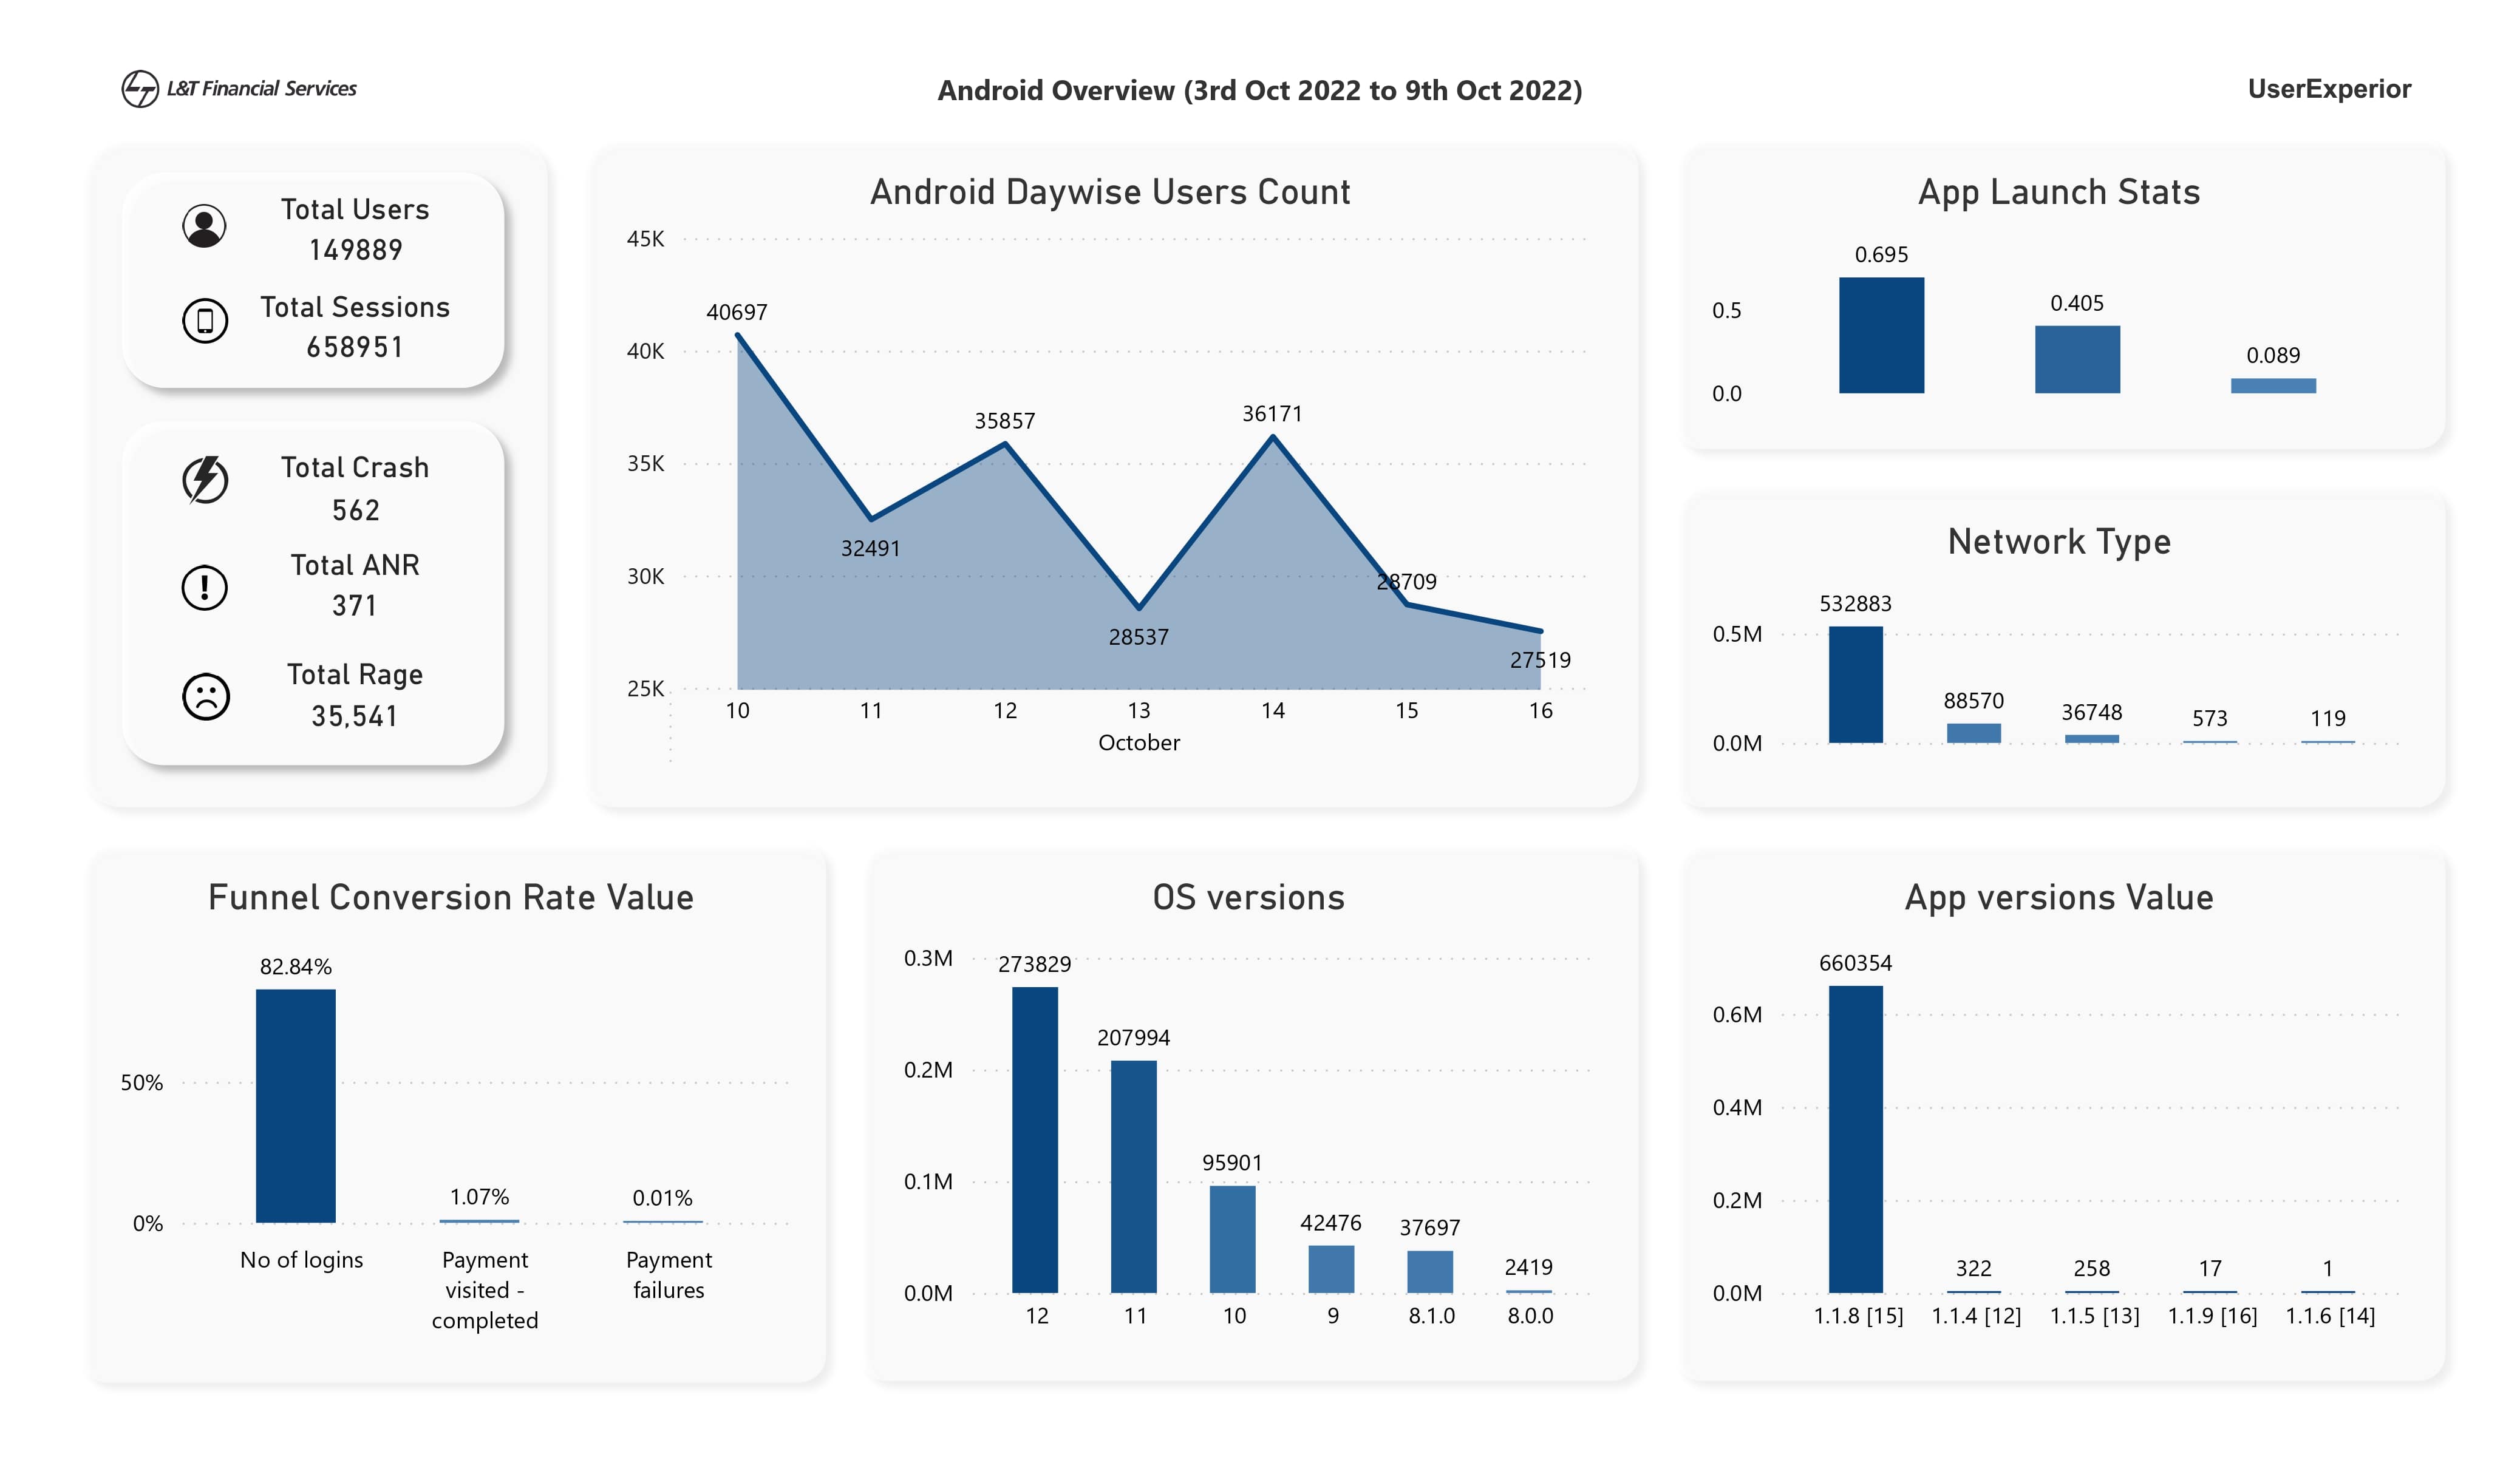 L&T Financial Services
Android Overview (3rd Oct 2022 to 9th Oct 2022)
UserExperior
Total Users
149889
Total Sessions
658951
Total Crash
562
Total ANR
371
Total Rage
35,541
Android Daywise Users Count
45K
40K
35K
30K
25K
40697
32491
35857
28537
36171
28709
27519
10 11 12 13 14 15 16
October
App Launch Stats
0.5
0.0
0.695
0.405
0.089
Network Type
0.5M
0.0M
532883
88570
36748
573
119
Funnel Conversion Rate Value
50%
0%
82.84%
1.07%
0.01%
No of logins
Payment
visited -
completed
Payment
failures
OS versions
0.3M
0.2M
0.1M
0.0M
273829
207994
95901
42476
37697
2419
12 11 10 9 8.1.0 8.0.0
App versions Value
0.6M
0.4M
0.2M
0.0M
660354
322
258
17
1
1.1.8 [15] 1.1.4 [12] 1.1.5 [13] 1.1.9 [16] 1.1.6 [14]